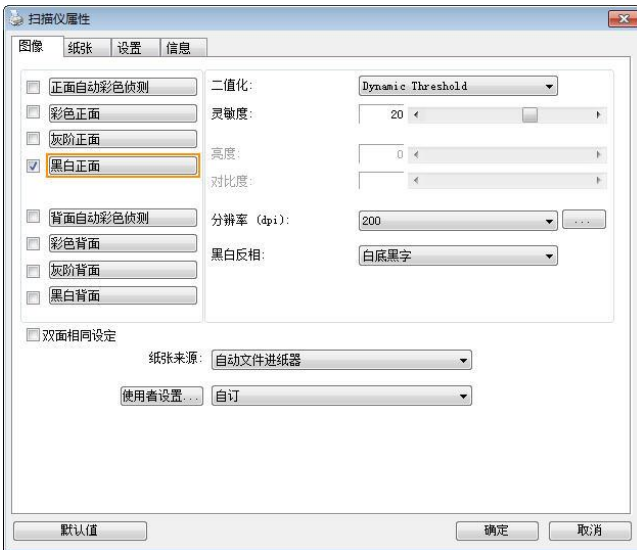 扫描仪属性
图像 纸张 设置 信息
正面自动彩色侦测
彩色正面
灰阶正面
黑白正面
背面自动彩色侦测
彩色背面
灰阶背面
黑白背面
二值化: Dynamic Threshold
灵敏度: 20
亮度: 0
对比度:
分辨率 (dpi): 200 ...
黑白反相: 白底黑字
双面相同设定
纸张来源: 自动文件进纸器
使用者设置... 自订
默认值 确定 取消